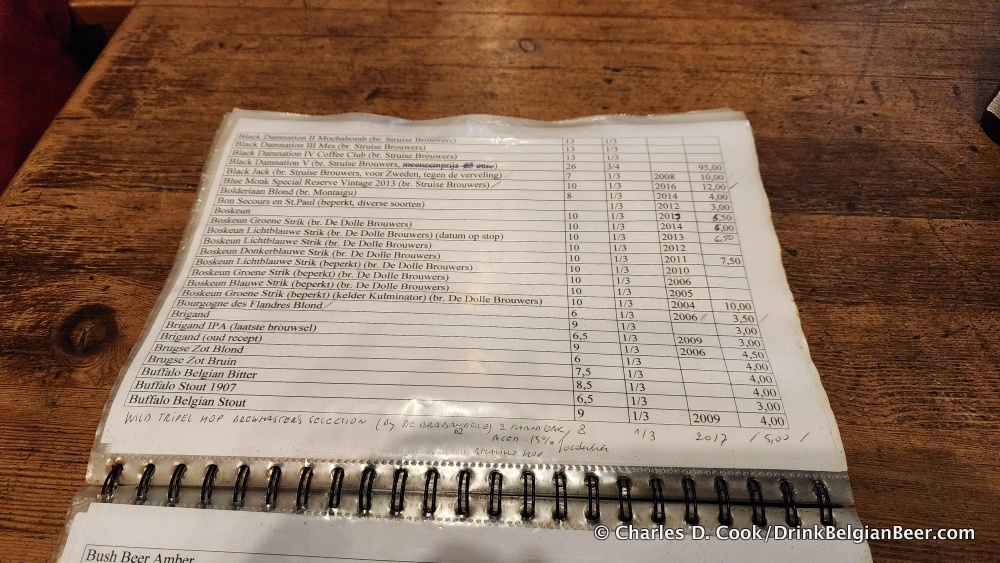 Black Damnation II Mochabomb (br. Struise Brouwers) 13 1/3
Black Damnation III Mes (br. Struise Brouwers) 13 1/3
Black Damnation IV Coffee Club (br. Struise Brouwers) 13 1/3
Black Damnation V (br. Struise Brouwers, 26 3/4 95,00
Black Jack (br. Struise Brouwers, voor Zweden, tegen de verveling) 7 1/3 2008 10,00
Blue Monk Special Reserve Vintage 2013 (br. Struise Brouwers) 10 1/3 2016 12,00
Bolderiaan Blond (br. Montaigu) 8 1/3 2014 4,00
Bon Secours en St.Paul (beperkt, diverse soorten) 1/3 2012 3,00
Boskeun 10 1/3 2013 5,50
Boskeun Groene Strik (br. De Dolle Brouwers) 10 1/3 2014 6,00
Boskeun Lichtblauwe Strik (br. De Dolle Brouwers) (datum op stop) 10 1/3 2013 6,50
Boskeun Lichtblauwe Strik (br. De Dolle Brouwers) 10 1/3 2012
Boskeun Donkerblauwe Strik (br. De Dolle Brouwers) 10 1/3 2011 7,50
Boskeun Lichtblauwe Strik (beperkt) (br. De Dolle Brouwers) 10 1/3 2010
Boskeun Groene Strik (beperkt) (br. De Dolle Brouwers) 10 1/3 2006
Boskeun Blauwe Strik (beperkt) (br. De Dolle Brouwers) 10 1/3 2005
Boskeun Groene Strik (beperkt) (kelder Kulminator) (br. De Dolle Brouwers) 10 1/3 2004 10,00
Bourgogne des Flandres Blond 6 1/3 2006 3,50
Brigand 9 1/3 3,00
Brigand IPA (laatste brouwsel) 6,5 1/3 2009 3,00
Brigand (oud recept) 9 1/3 2006 4,50
Brugse Zot Blond 6 1/3 4,00
Brugse Zot Bruin 7,5 1/3 4,00
Buffalo Belgian Bitter 8,5 1/3 4,00
Buffalo Stout 1907 6,5 1/3 3,00
Buffalo Belgian Stout 9 1/3 2009 4,00
WILD TRIPEL HOP BREWMASTER'S SELECTION (by DE BRABANDERE) 8 1/3 2017 5,00
62
HOP
Bush Beer Amber
© Charles D. Cook/DrinkBelgianBeer.com